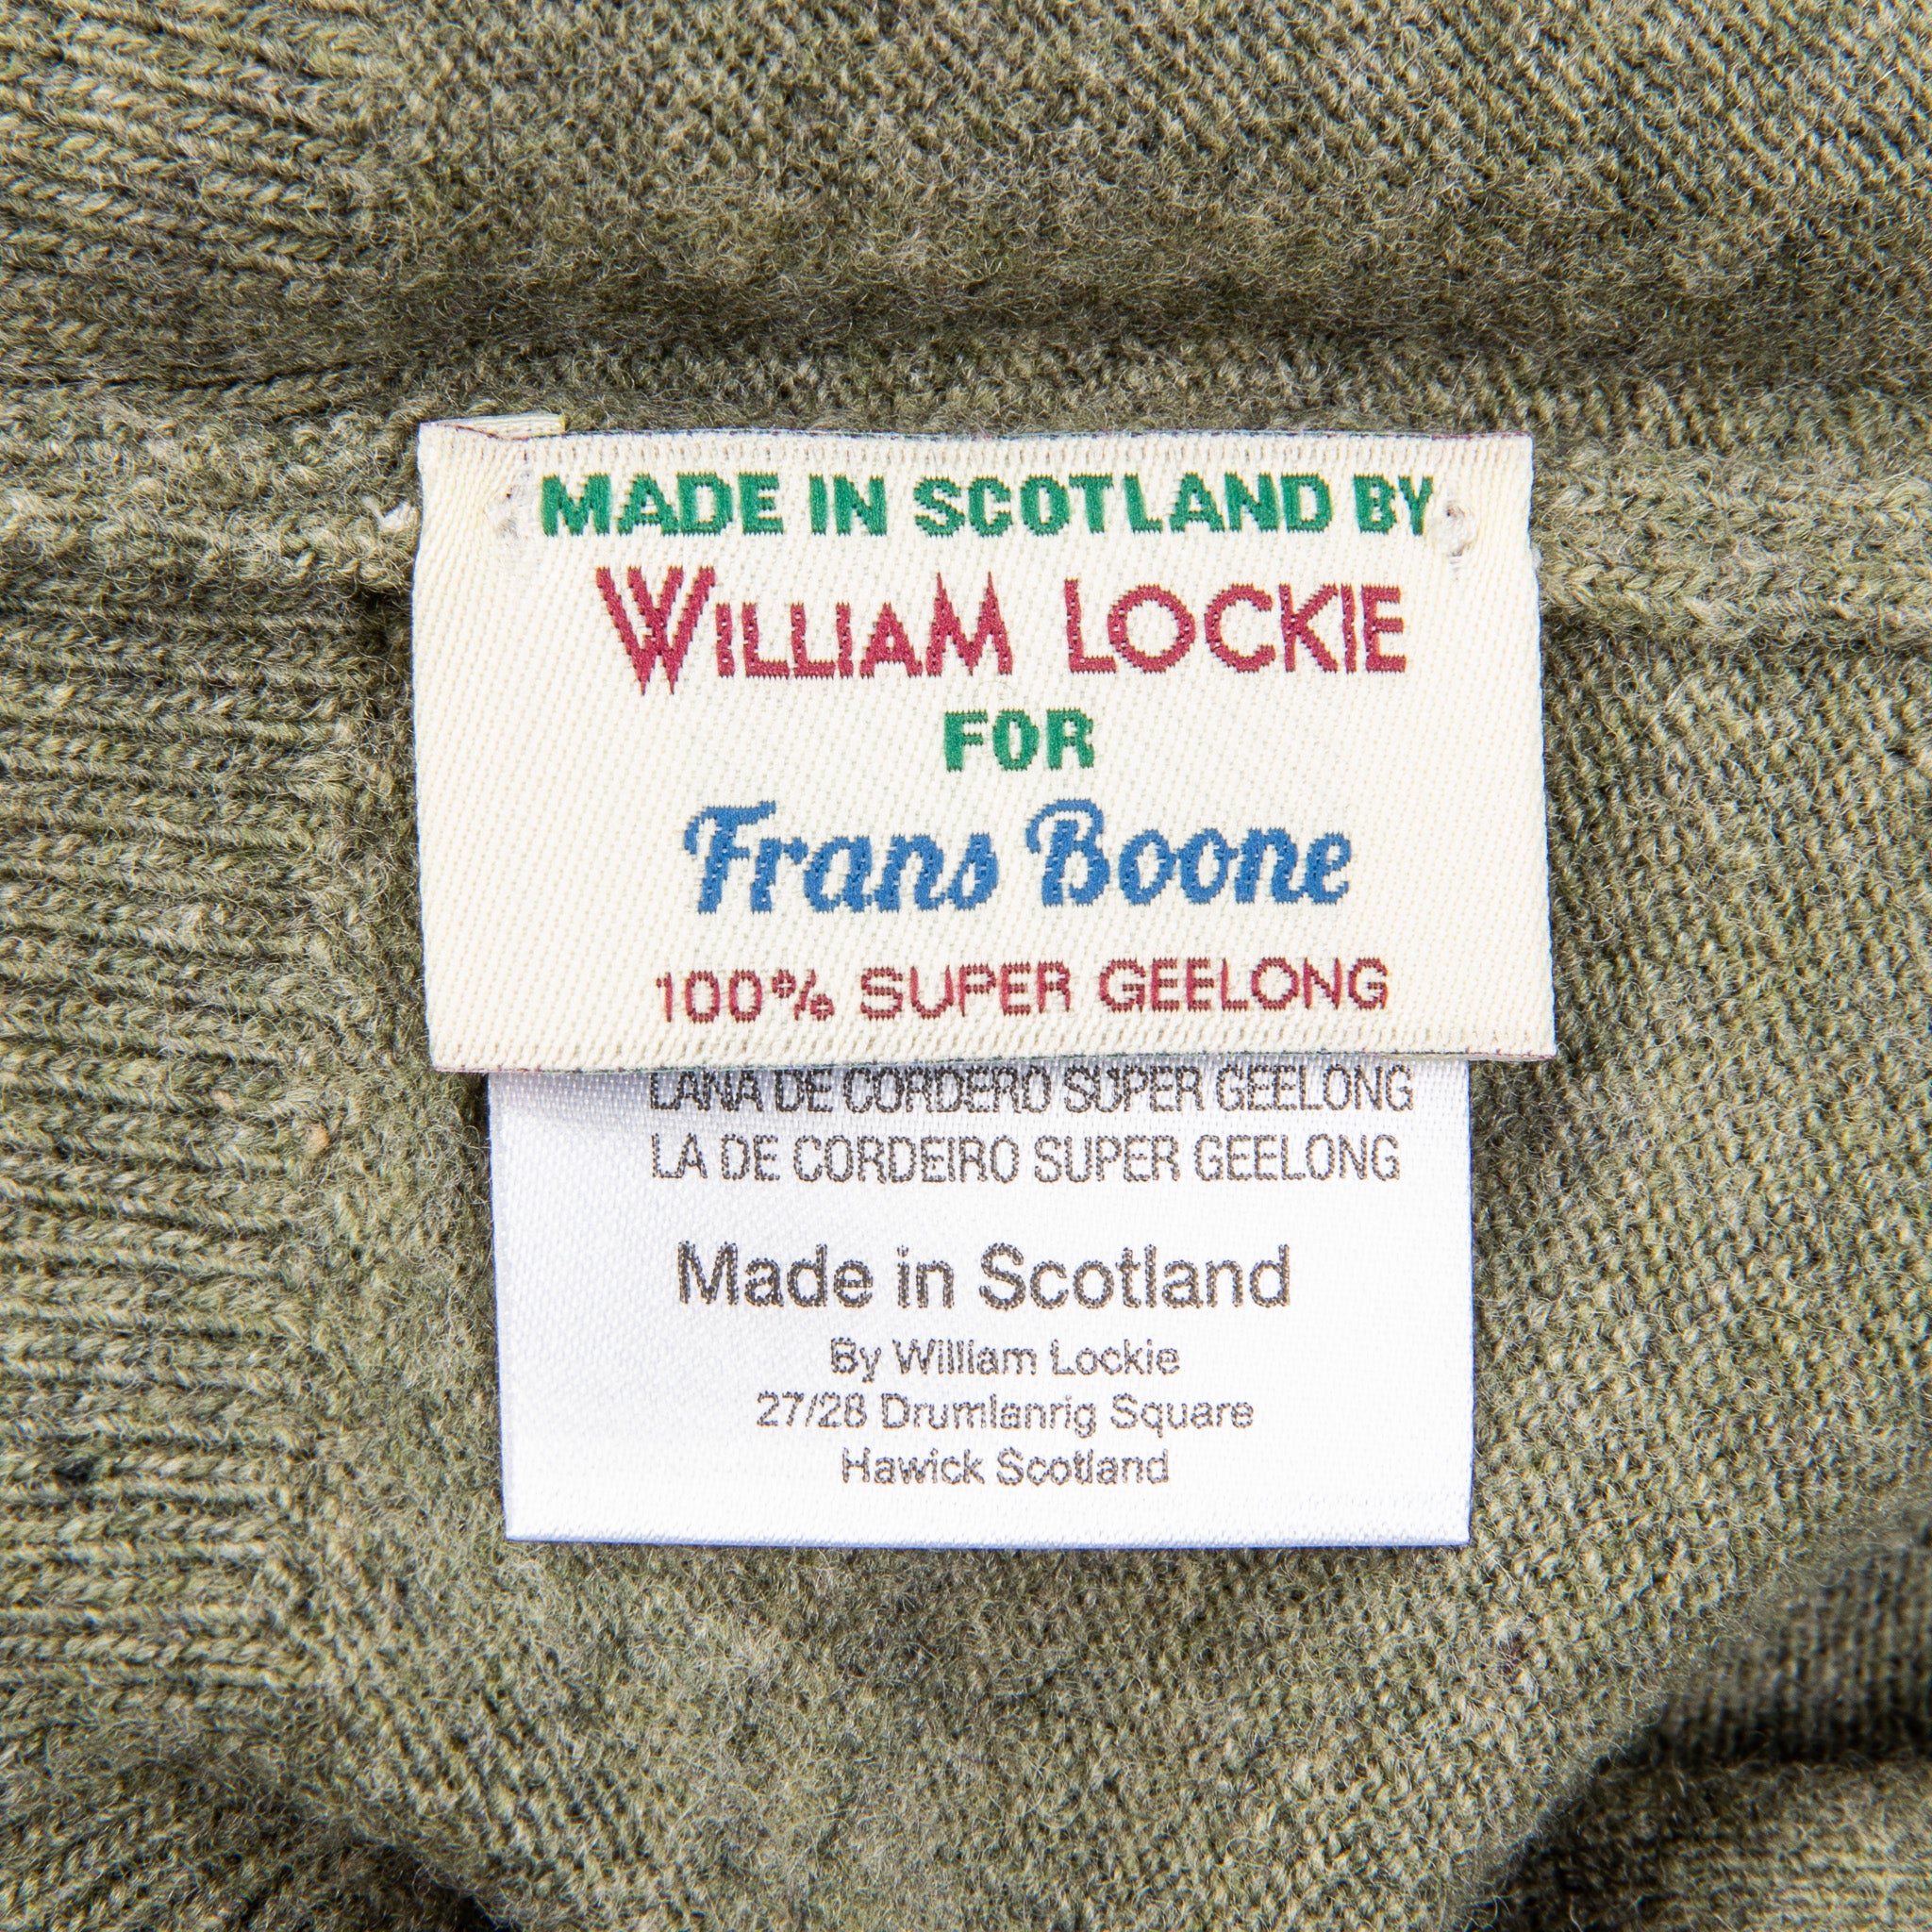 MADE IN SCOTLAND BY
WILLIAM LOCKIE
FOR
Frans Boone
100% SUPER GEELONG
LANA DE CORDERO SUPER GEELONG
LA DE CORDEIRO SUPER GEELONG
Made in Scotland
By William Lockie
27/28 Drumlanrig Square
Hawick Scotland